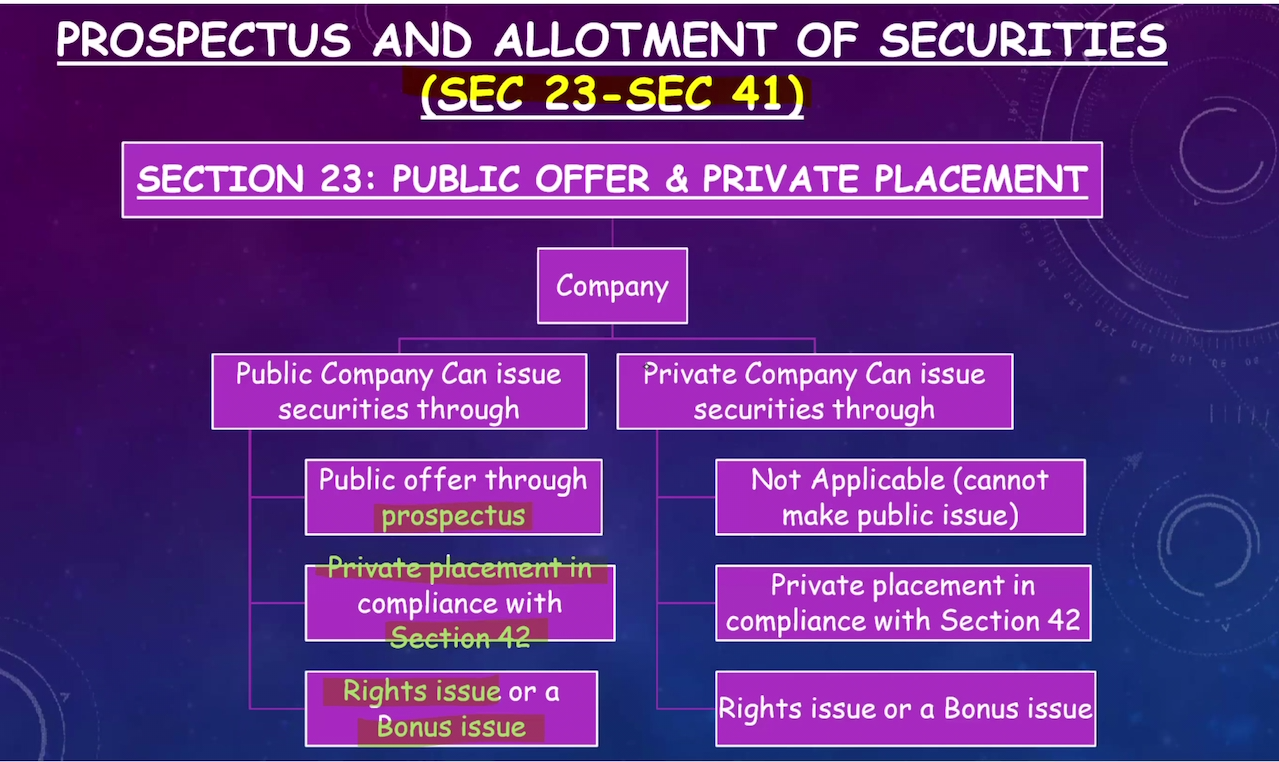 PROSPECTUS AND ALLOTMENT OF SECURITIES
(SEC 23-SEC 41)
SECTION 23: PUBLIC OFFER & PRIVATE PLACEMENT
Company
Public Company Can issue
securities through
Public offer through
prospectus
Private placement in
compliance with
Section 42
Rights issue or a
Bonus issue
Private Company Can issue
securities through
Not Applicable (cannot
make public issue)
Private placement in
compliance with Section 42
Rights issue or a Bonus issue